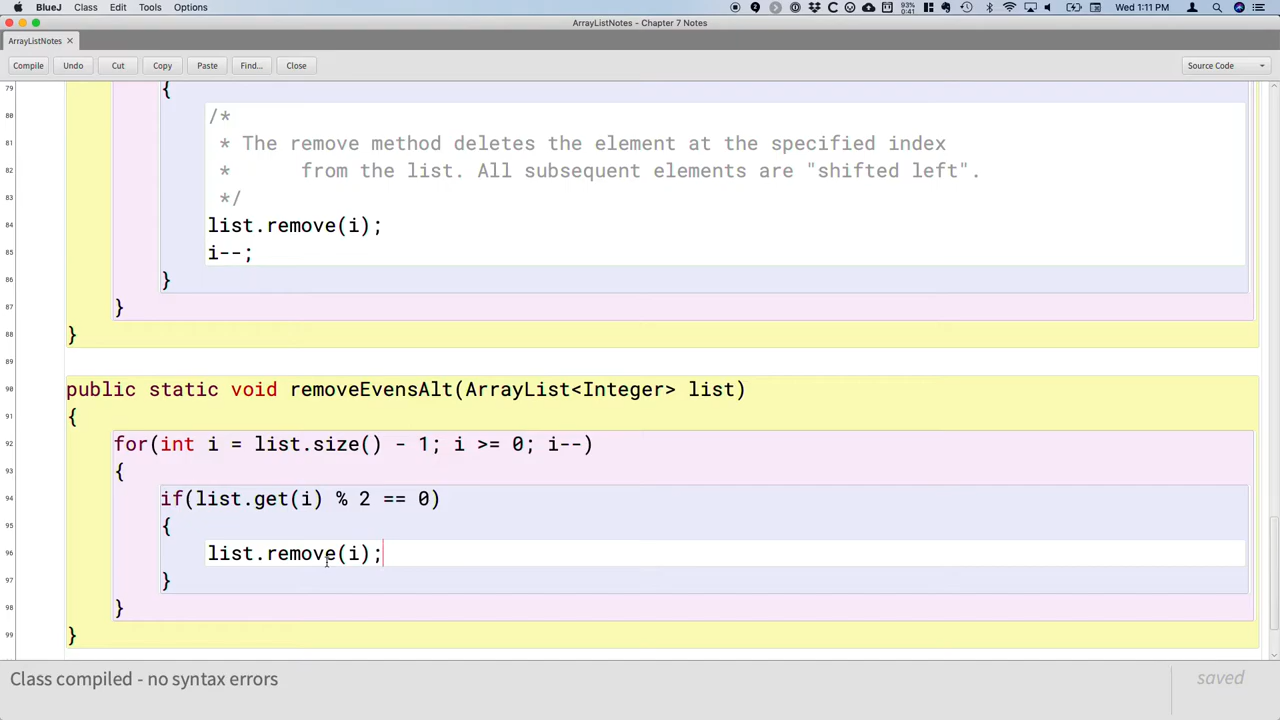 BlueJ Class Edit Tools Options 93% 0:41 Wed 1:11 PM
ArrayListNotes - Chapter 7 Notes
ArrayListNotes ×
Compile Undo Cut Copy Paste Find... Close Source Code
79 {
80 /*
81 * The remove method deletes the element at the specified index
82 * from the list. All subsequent elements are "shifted left".
83 */
84 list.remove(i);
85 i--;
86 }
87 }
88 }
89
90 public static void removeEvensAlt(ArrayList<Integer> list)
91 {
92 for(int i = list.size() - 1; i >= 0; i--)
93 {
94 if(list.get(i) % 2 == 0)
95 {
96 list.remove(i);
97 }
98 }
99 }
Class compiled - no syntax errors saved